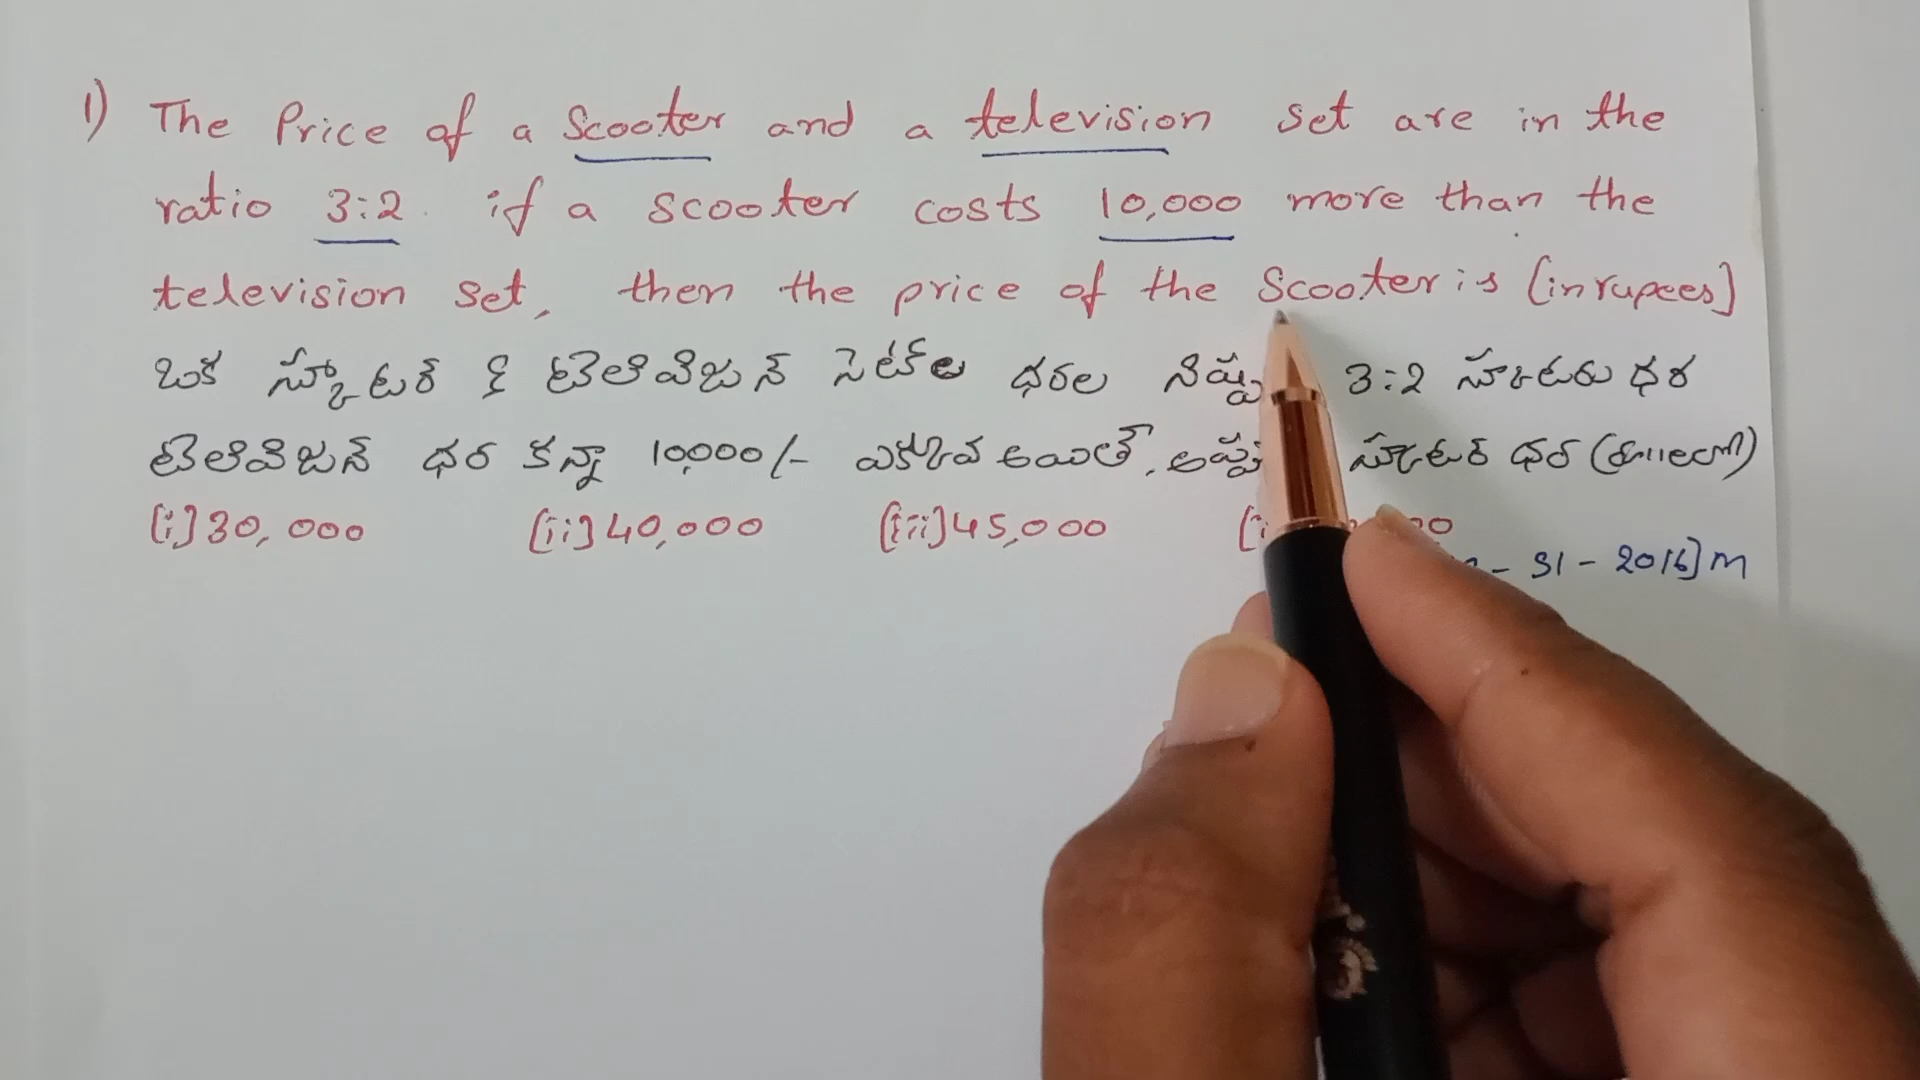 1) The Price of a Scooter and a television set are in the
ratio 3:2. if a scooter costs 10,000 more than the
television set, then the price of the Scooter is (in rupees)
ఒక స్కూటర్ కి టెలివిజన్ సెట్‌ల ధరల 3:2 స్కూటరు ధర
టెలివిజన్ ధర కన్నా 10,000/- ఎక్కువ అయితే, స్కూటర్ ధర
(i) 30,000 (ii) 40,000 (iii) 45,000
- 31 - 2016) M